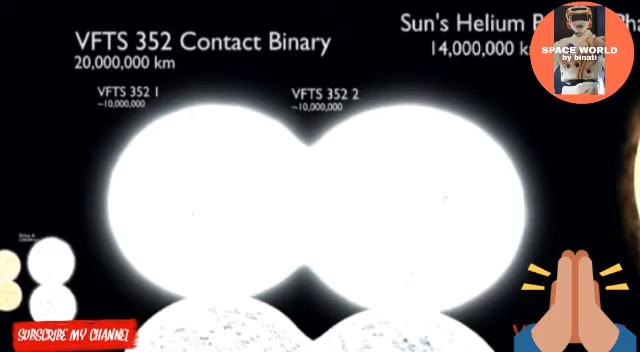 VFTS 352 Contact Binary
20,000,000 km
VFTS 352 1
~10,000,000
VFTS 352 2
~10,000,000
Sun's Helium
14,000,000
SPACE WORLD
by binati
SUBSCRIBE MY CHANNEL